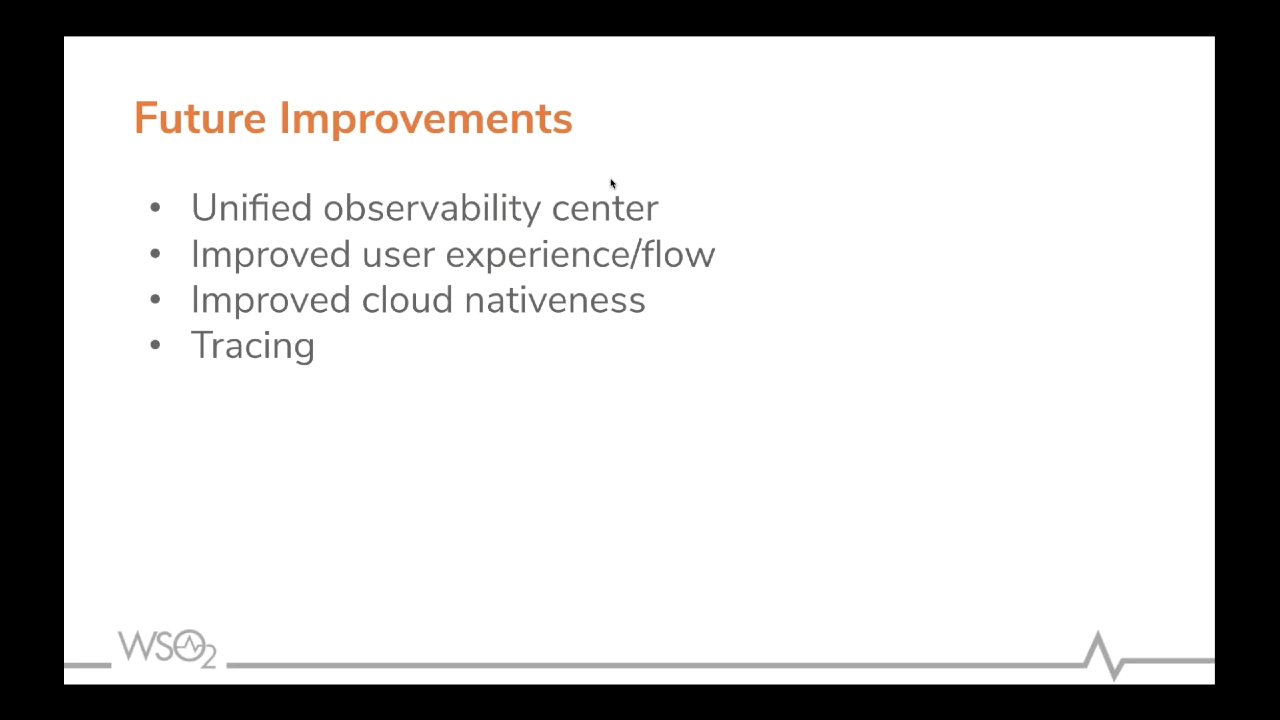 Future Improvements
• Unified observability center
• Improved user experience/flow
• Improved cloud nativeness
• Tracing
WSO2